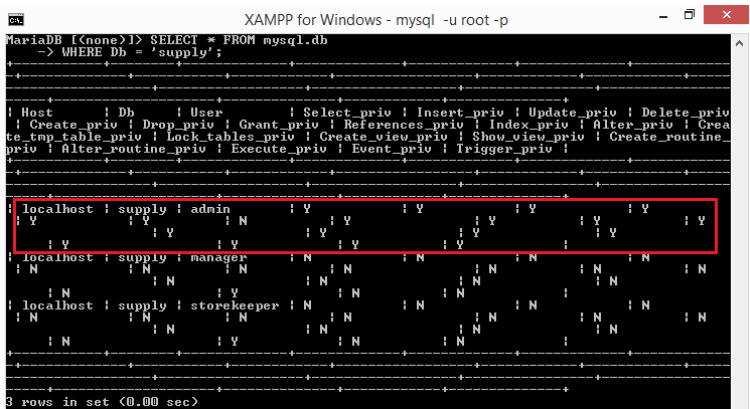 XAMPP for Windows - mysql -u root -p
MariaDB [(none)]> SELECT * FROM mysql.db
-> WHERE Db = 'supply';
| Host | Db | User | Select_priv | Insert_priv | Update_priv | Delete_priv
| Create_priv | Drop_priv | Grant_priv | References_priv | Index_priv | Alter_priv | Crea
te_tmp_table_priv | Lock_tables_priv | Create_view_priv | Show_view_priv | Create_routine_
priv | Alter_routine_priv | Execute_priv | Event_priv | Trigger_priv |
| localhost | supply | admin | Y | Y | Y | Y
| Y | Y | N | Y | Y | Y | Y
| Y | Y | Y | Y
| Y | Y | Y | Y |
| localhost | supply | manager | N | N | N | N
| N | N | N | N | N | N | N
| N | N | N | N
| N | Y | N | N |
| localhost | supply | storekeeper | N | N | N | N
| N | N | N | N | N | N | N
| N | N | N | N
| N | Y | N | N |
3 rows in set (0.00 sec)